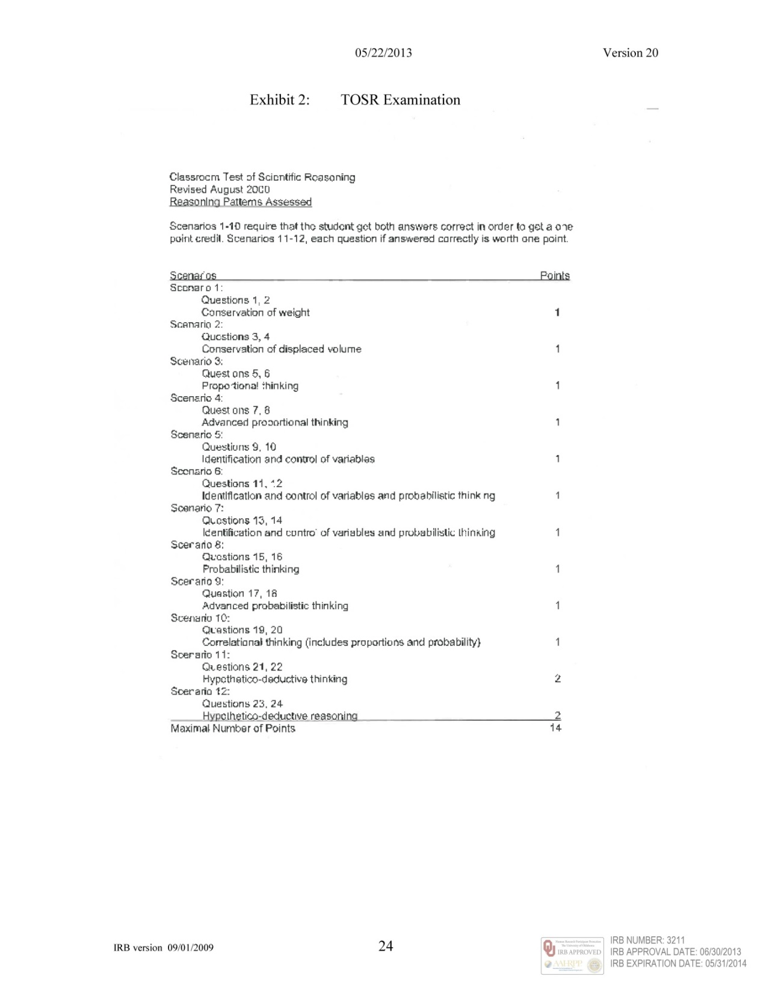 05/22/2013 Version 20
Exhibit 2: TOSR Examination
Classroom Test of Scientific Reasoning
Revised August 2000
Reasoning Patterns Assessed
Scenarios 1-10 require that the student get both answers correct in order to get a one
point credit. Scenarios 11-12, each question if answered correctly is worth one point.
Scenarios Points
Scenario 1:
Questions 1, 2
Conservation of weight 1
Scenario 2:
Questions 3, 4
Conservation of displaced volume 1
Scenario 3:
Questions 5, 6
Proportional thinking 1
Scenario 4:
Questions 7, 8
Advanced proportional thinking 1
Scenario 5:
Questions 9, 10
Identification and control of variables 1
Scenario 6:
Questions 11, 12
Identification and control of variables and probabilistic thinking 1
Scenario 7:
Questions 13, 14
Identification and control of variables and probabilistic thinking 1
Scenario 8:
Questions 15, 16
Probabilistic thinking 1
Scenario 9:
Question 17, 18
Advanced probabilistic thinking 1
Scenario 10:
Questions 19, 20
Correlational thinking (includes proportions and probability) 1
Scenario 11:
Questions 21, 22
Hypothetico-deductive thinking 2
Scenario 12:
Questions 23, 24
Hypothetico-deductive reasoning 2
Maximal Number of Points 14
IRB version 09/01/2009 24
Human Research Participant Protection
The University of Oklahoma
IRB APPROVED
AAHRPP
IRB NUMBER: 3211
IRB APPROVAL DATE: 06/30/2013
IRB EXPIRATION DATE: 05/31/2014